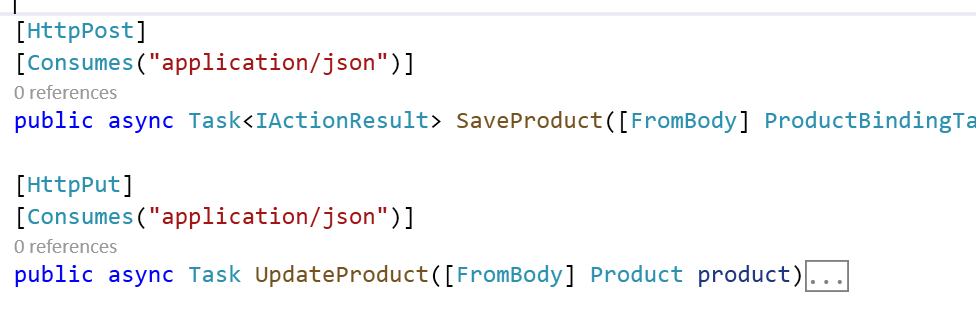 [HttpPost]
[Consumes("application/json")]
0 references
public async Task<IActionResult> SaveProduct([FromBody] ProductBindingTa
[HttpPut]
[Consumes("application/json")]
0 references
public async Task UpdateProduct([FromBody] Product product)...